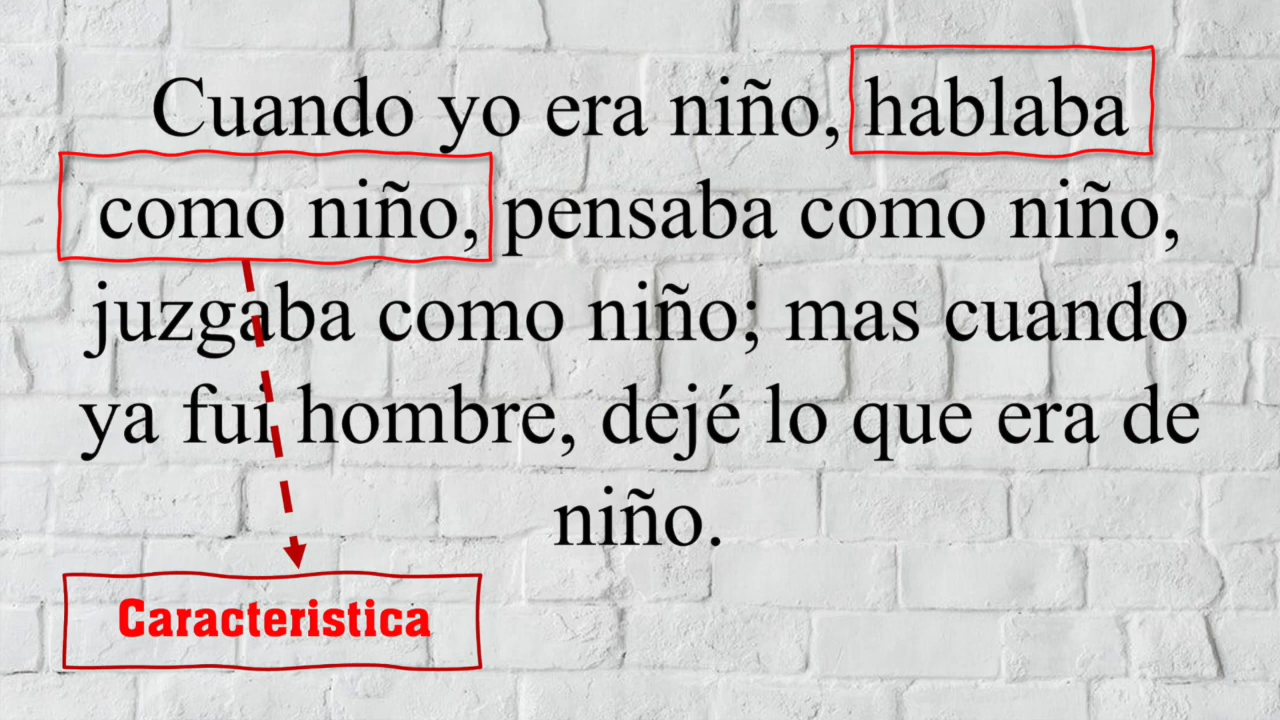 Cuando yo era niño, hablaba
como niño, pensaba como niño,
juzgaba como niño; mas cuando
ya fui hombre, dejé lo que era de
niño.
Caracteristica